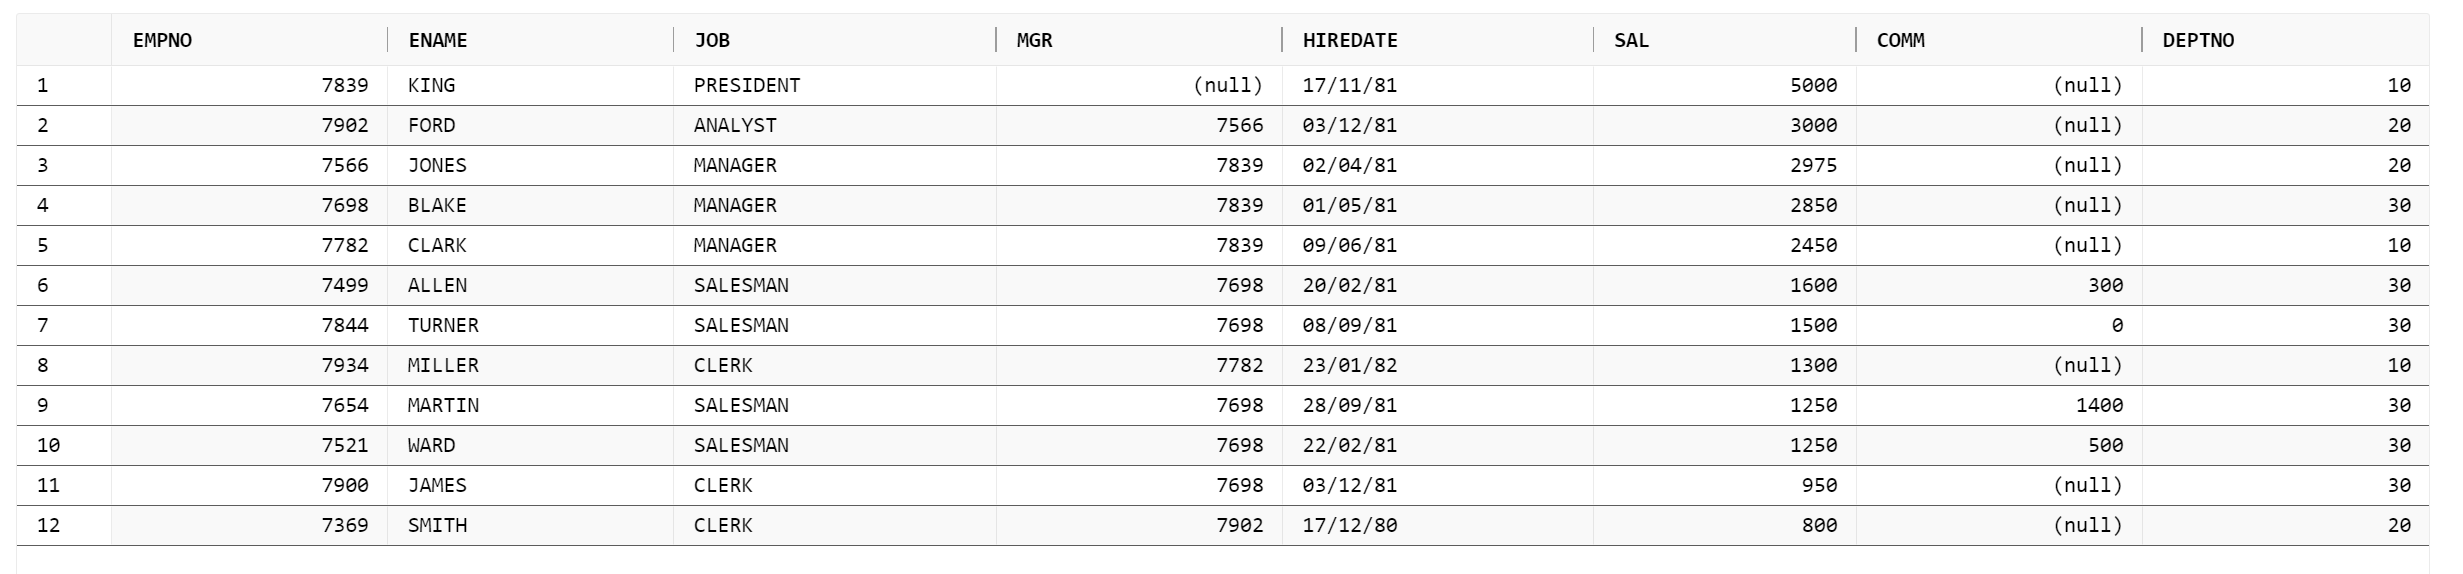 EMPNO ENAME JOB MGR HIREDATE SAL COMM DEPTNO
1 7839 KING PRESIDENT (null) 17/11/81 5000 (null) 10
2 7902 FORD ANALYST 7566 03/12/81 3000 (null) 20
3 7566 JONES MANAGER 7839 02/04/81 2975 (null) 20
4 7698 BLAKE MANAGER 7839 01/05/81 2850 (null) 30
5 7782 CLARK MANAGER 7839 09/06/81 2450 (null) 10
6 7499 ALLEN SALESMAN 7698 20/02/81 1600 300 30
7 7844 TURNER SALESMAN 7698 08/09/81 1500 0 30
8 7934 MILLER CLERK 7782 23/01/82 1300 (null) 10
9 7654 MARTIN SALESMAN 7698 28/09/81 1250 1400 30
10 7521 WARD SALESMAN 7698 22/02/81 1250 500 30
11 7900 JAMES CLERK 7698 03/12/81 950 (null) 30
12 7369 SMITH CLERK 7902 17/12/80 800 (null) 20